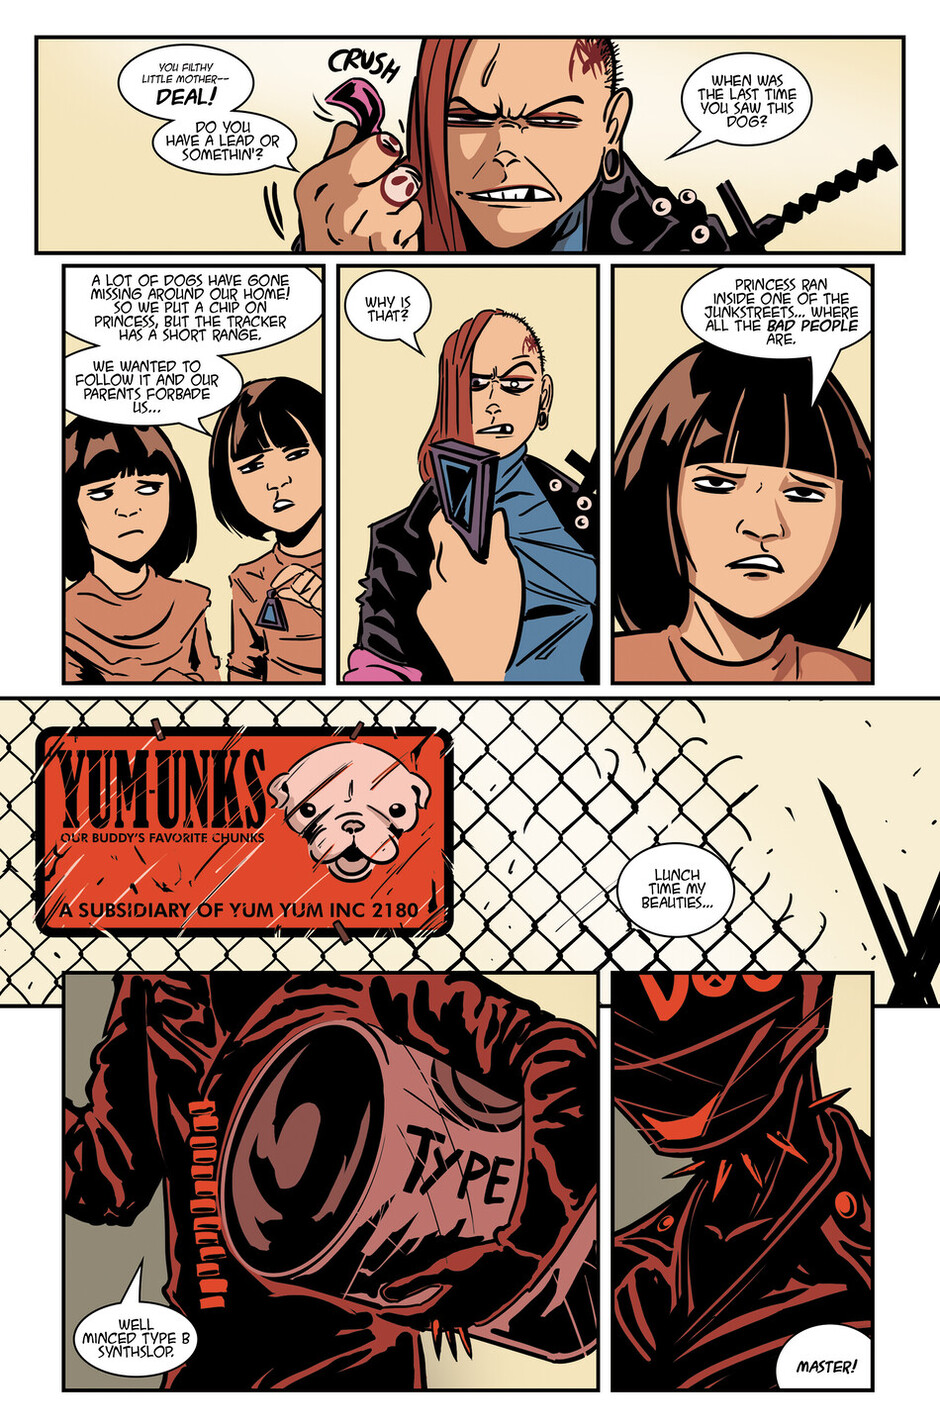 YOU FILTHY
LITTLE MOTHER--
DEAL!
DO YOU
HAVE A LEAD OR
SOMETHIN'?
CRUSH
WHEN WAS
THE LAST TIME
YOU SAW THIS
DOG?
A LOT OF DOGS HAVE GONE
MISSING AROUND OUR HOME!
SO WE PUT A CHIP ON
PRINCESS, BUT THE TRACKER
HAS A SHORT RANGE.
WE WANTED TO
FOLLOW IT AND OUR
PARENTS FORBADE
US...
WHY IS
THAT?
PRINCESS RAN
INSIDE ONE OF THE
JUNKSTREETS... WHERE
ALL THE BAD PEOPLE
ARE.
YUM-UNKS
OUR BUDDY'S FAVORITE CHUNKS
A SUBSIDIARY OF YUM YUM INC 2180
LUNCH
TIME MY
BEAUTIES...
TYPE
WELL
MINCED TYPE B
SYNTHSLOP.
MASTER!